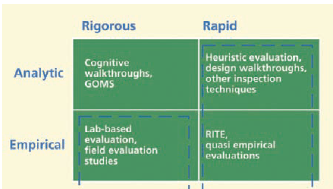 Rigorous Rapid
Analytic
Cognitive
walkthroughs,
GOMS
Heuristic evaluation,
design walkthroughs,
other inspection
techniques
Empirical
Lab-based
evaluation,
field evaluation
studies
RITE,
quasi empirical
evaluations